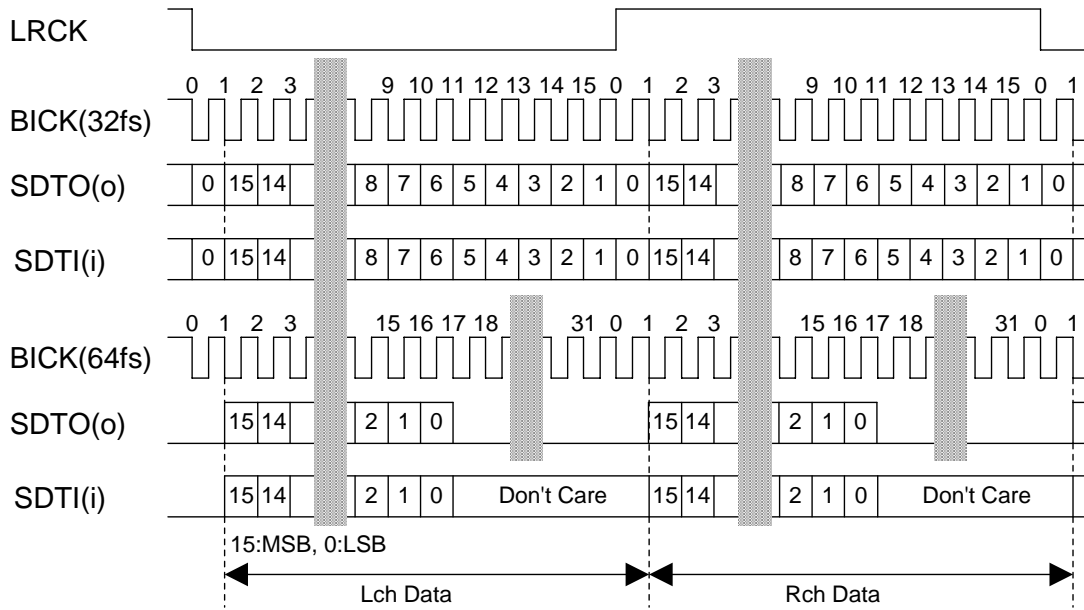 LRCK
0 1 2 3 9 10 11 12 13 14 15 0 1 2 3 9 10 11 12 13 14 15 0 1
BICK(32fs)
SDTO(o) 0 15 14 8 7 6 5 4 3 2 1 0 15 14 8 7 6 5 4 3 2 1 0
SDTI(i) 0 15 14 8 7 6 5 4 3 2 1 0 15 14 8 7 6 5 4 3 2 1 0
0 1 2 3 15 16 17 18 31 0 1 2 3 15 16 17 18 31 0 1
BICK(64fs)
SDTO(o) 15 14 2 1 0 15 14 2 1 0
SDTI(i) 15 14 2 1 0 Don't Care 15 14 2 1 0 Don't Care
15:MSB, 0:LSB
Lch Data Rch Data